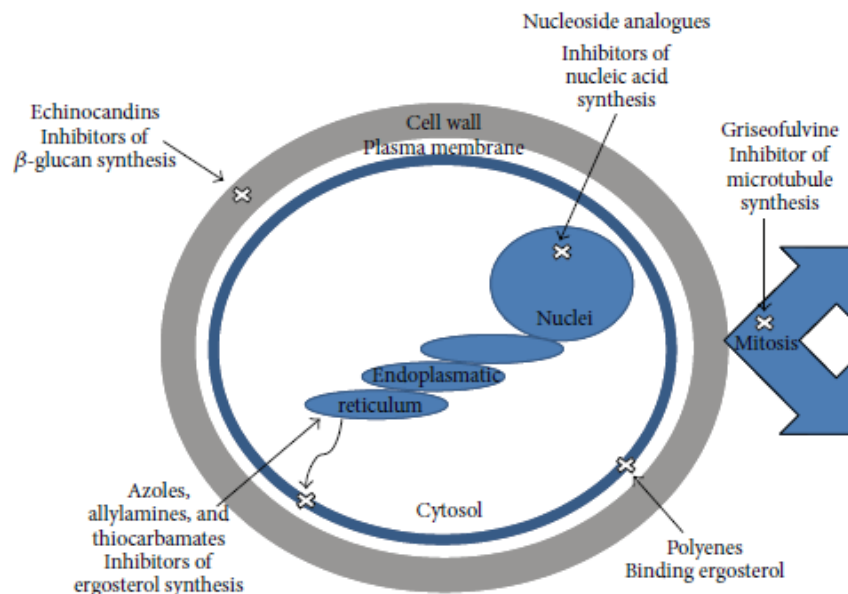 Nucleoside analogues
Inhibitors of
nucleic acid
synthesis
Echinocandins
Inhibitors of
β-glucan synthesis
Cell wall
Plasma membrane
Griseofulvine
Inhibitor of
microtubule
synthesis
Nuclei
Mitosis
Endoplasmatic
reticulum
Azoles,
allylamines, and
thiocarbamates
Inhibitors of
ergosterol synthesis
Cytosol
Polyenes
Binding ergosterol